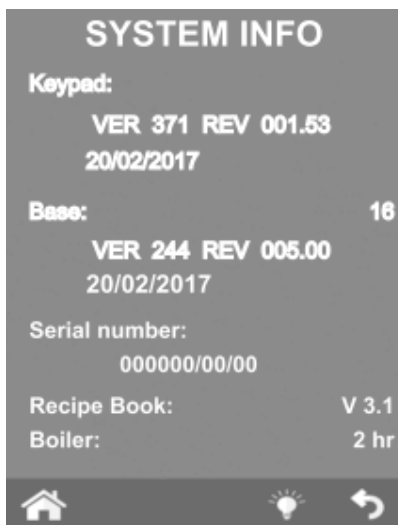 SYSTEM INFO
Keypad:
VER 371 REV 001.53
20/02/2017
Base: 16
VER 244 REV 005.00
20/02/2017
Serial number:
000000/00/00
Recipe Book: V 3.1
Boiler: 2 hr